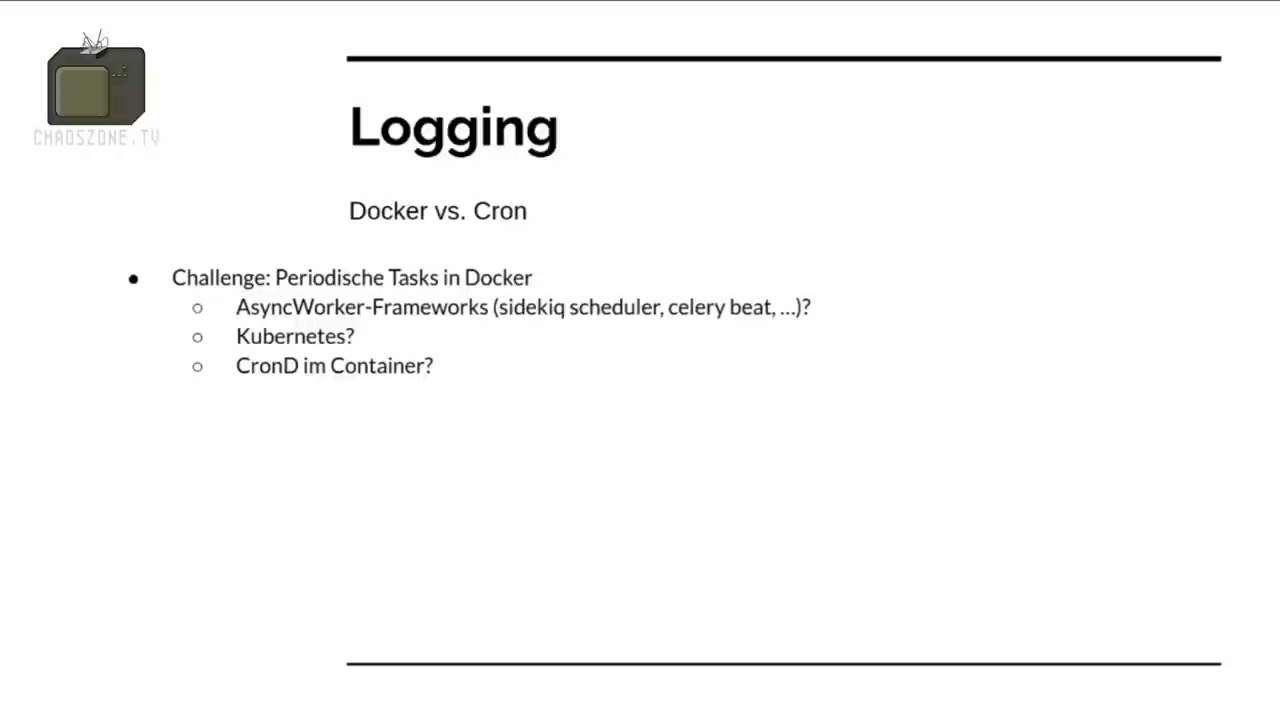 CHAOSZONE.TV
Logging
Docker vs. Cron
● Challenge: Periodische Tasks in Docker
○ AsyncWorker-Frameworks (sidekiq scheduler, celery beat, ...)?
○ Kubernetes?
○ CronD im Container?